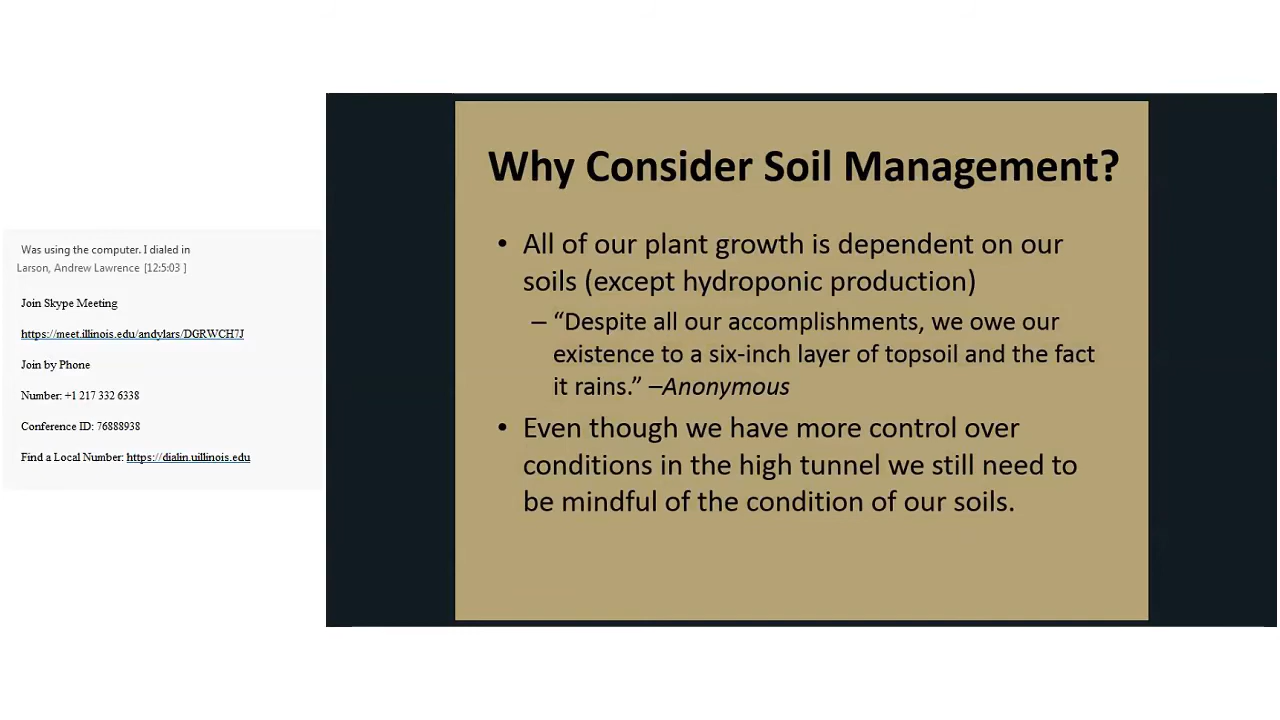 Was using the computer. I dialed in
Larson, Andrew Lawrence [12:5:03 ]
Join Skype Meeting
https://meet.illinois.edu/andylars/DGRWCH7J
Join by Phone
Number: +1 217 332 6338
Conference ID: 76888938
Find a Local Number: https://dialin.uillinois.edu
Why Consider Soil Management?
• All of our plant growth is dependent on our
soils (except hydroponic production)
– “Despite all our accomplishments, we owe our
existence to a six-inch layer of topsoil and the fact
it rains.” –Anonymous
• Even though we have more control over
conditions in the high tunnel we still need to
be mindful of the condition of our soils.